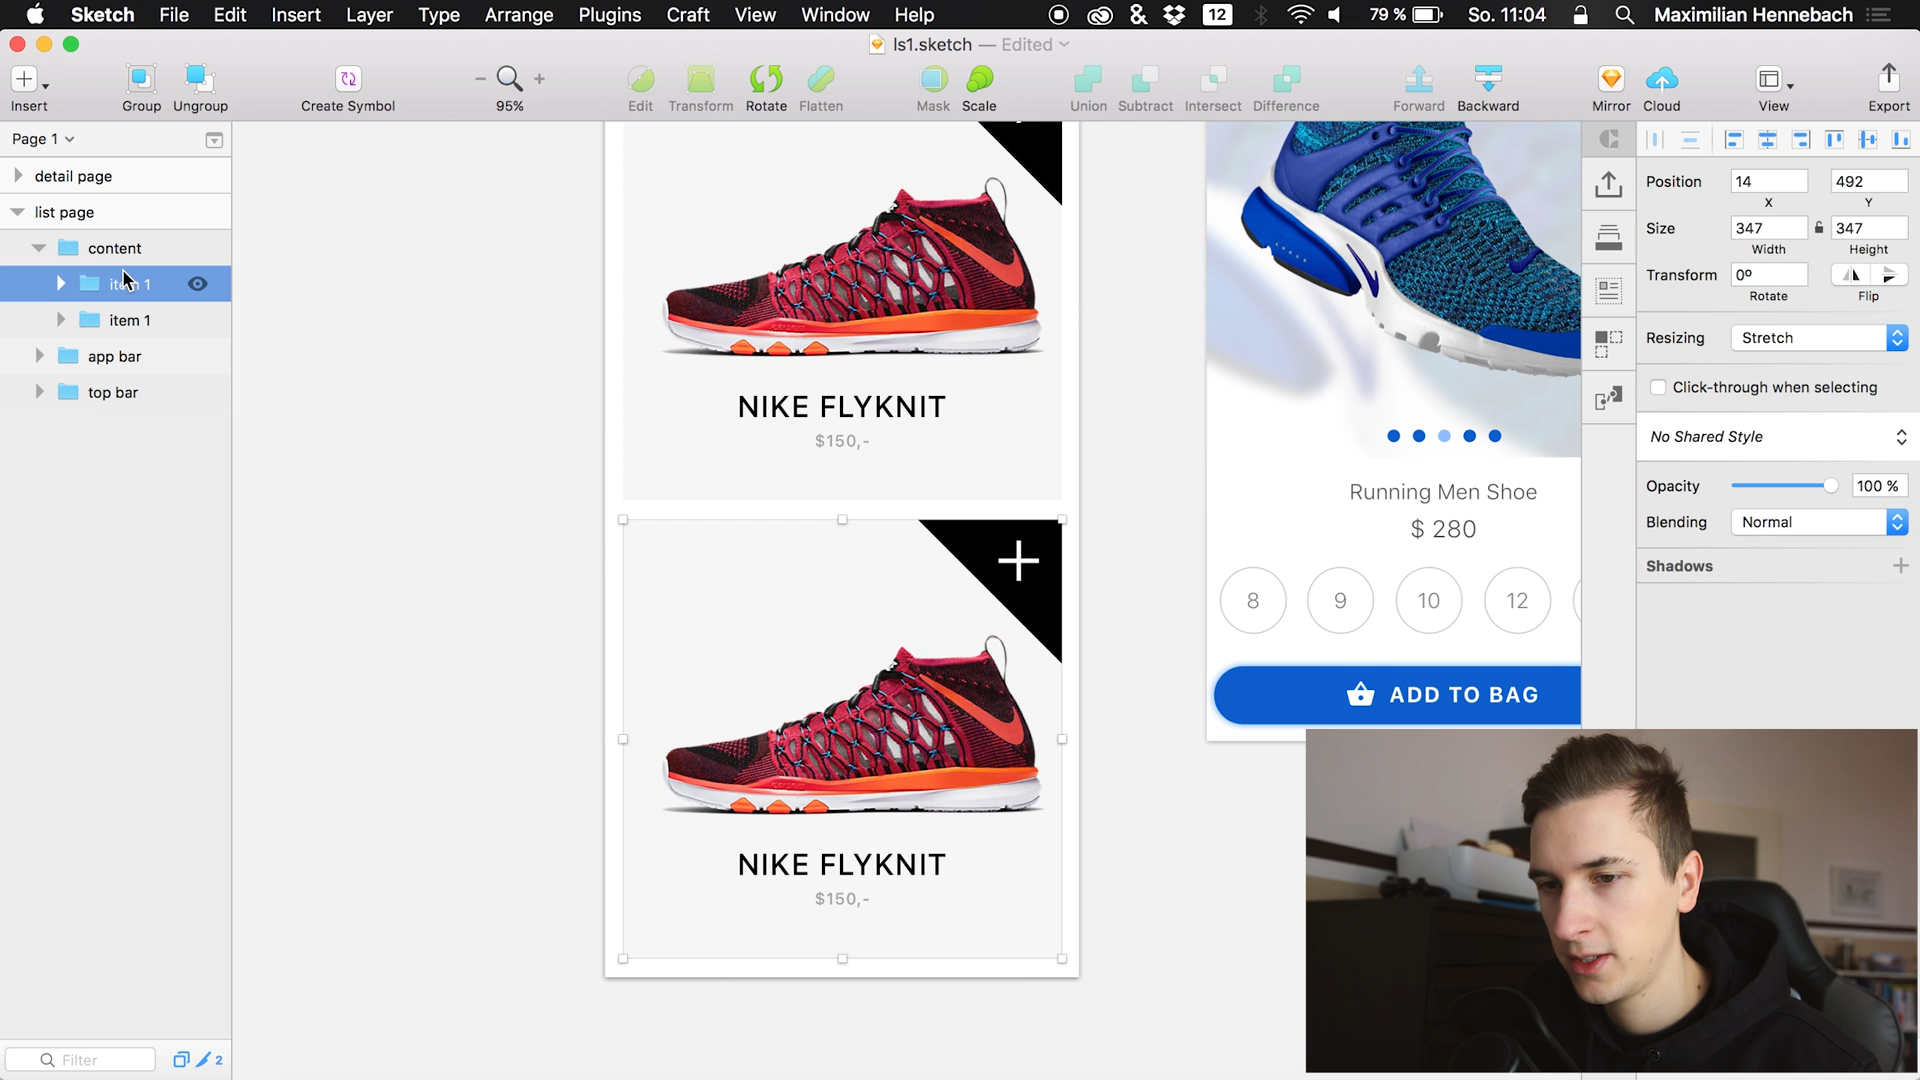 Sketch File Edit Insert Layer Type Arrange Plugins Craft View Window Help 12 79 % So. 11:04 Maximilian Hennebach
ls1.sketch — Edited
Insert Group Ungroup Create Symbol 95% Edit Transform Rotate Flatten Mask Scale Union Subtract Intersect Difference Forward Backward Mirror Cloud View Export
Page 1
detail page
list page
content
item 1
item 1
app bar
top bar
Filter 2
NIKE FLYKNIT
$150,-
NIKE FLYKNIT
$150,-
Running Men Shoe
$ 280
8 9 10 12
ADD TO BAG
Position 14 492
X Y
Size 347 347
Width Height
Transform 0º
Rotate Flip
Resizing Stretch
Click-through when selecting
No Shared Style
Opacity 100 %
Blending Normal
Shadows